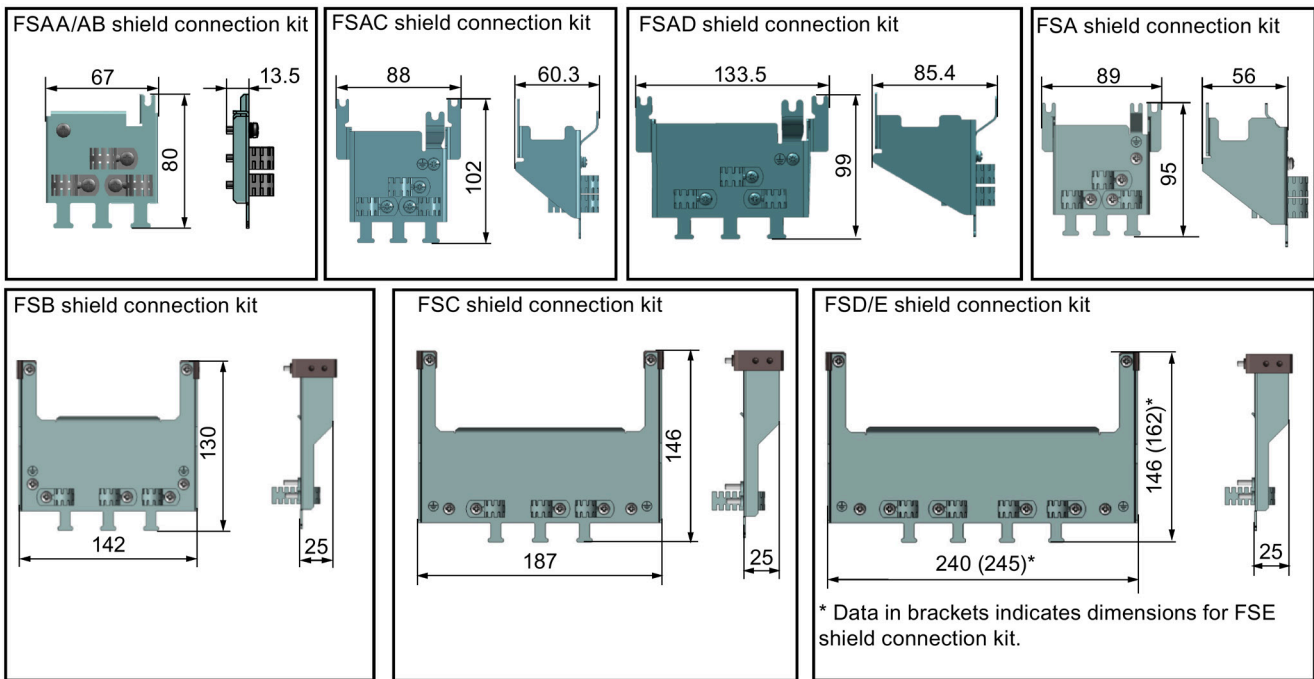 FSAA/AB shield connection kit
67
13.5
80
FSAC shield connection kit
88
60.3
102
FSAD shield connection kit
133.5
85.4
99
FSA shield connection kit
89
56
95
FSB shield connection kit
130
142
25
FSC shield connection kit
146
187
25
FSD/E shield connection kit
146 (162)*
240 (245)*
25
* Data in brackets indicates dimensions for FSE
shield connection kit.